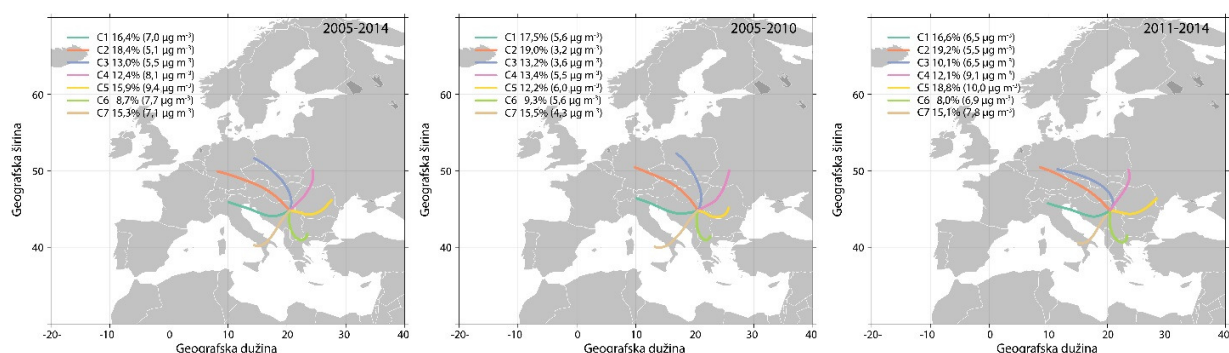 2005-2014
C1 16,4% (7,0 µg m⁻³)
C2 18,4% (5,1 µg m⁻³)
C3 13,0% (5,5 µg m⁻³)
C4 12,4% (8,1 µg m⁻³)
C5 15,9% (9,4 µg m⁻³)
C6 8,7% (7,7 µg m⁻³)
C7 15,3% (7,1 µg m⁻³)
60
50
40
Geografska širina
-20 -10 0 10 20 30 40
Geografska dužina
2005-2010
C1 17,5% (5,6 µg m⁻³)
C2 19,0% (3,2 µg m⁻³)
C3 13,2% (3,6 µg m⁻³)
C4 13,4% (5,5 µg m⁻³)
C5 12,2% (6,0 µg m⁻³)
C6 9,3% (5,6 µg m⁻³)
C7 15,5% (4,3 µg m⁻³)
60
50
40
Geografska širina
-20 -10 0 10 20 30 40
Geografska dužina
2011-2014
C1 16,6% (6,5 µg m⁻³)
C2 19,2% (5,5 µg m⁻³)
C3 10,1% (6,5 µg m⁻³)
C4 12,1% (9,1 µg m⁻³)
C5 18,8% (10,0 µg m⁻³)
C6 8,0% (6,9 µg m⁻³)
C7 15,1% (7,8 µg m⁻³)
60
50
40
Geografska širina
-20 -10 0 10 20 30 40
Geografska dužina